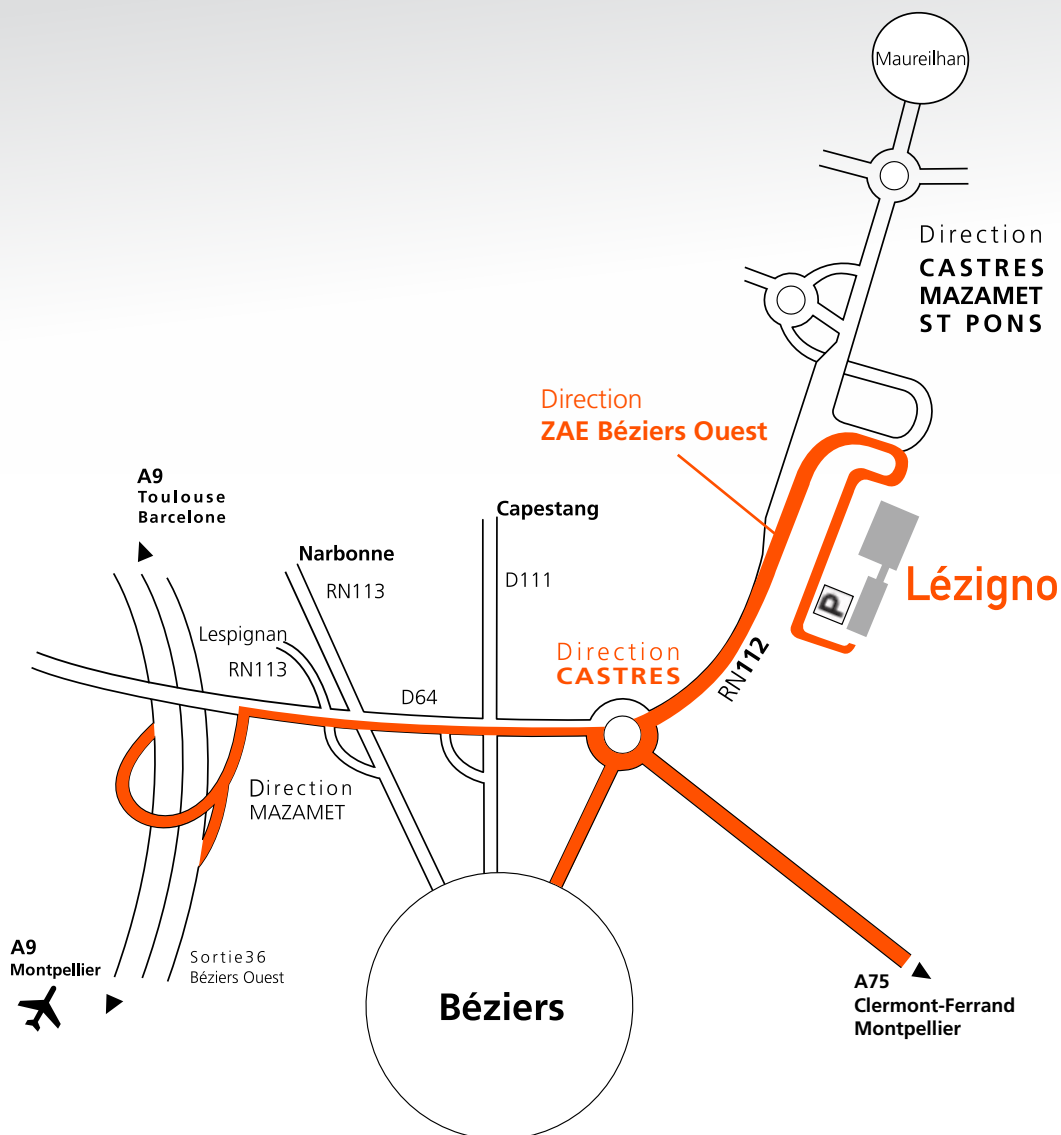 Maureilhan
Direction
CASTRES
MAZAMET
ST PONS
Direction
ZAE Béziers Ouest
A9
Toulouse
Barcelone
Capestang
D111
Narbonne
RN113
Lézigno
P
Lespignan
RN113
Direction
CASTRES
RN112
D64
Direction
MAZAMET
A9
Montpellier
Sortie36
Béziers Ouest
Béziers
A75
Clermont-Ferrand
Montpellier